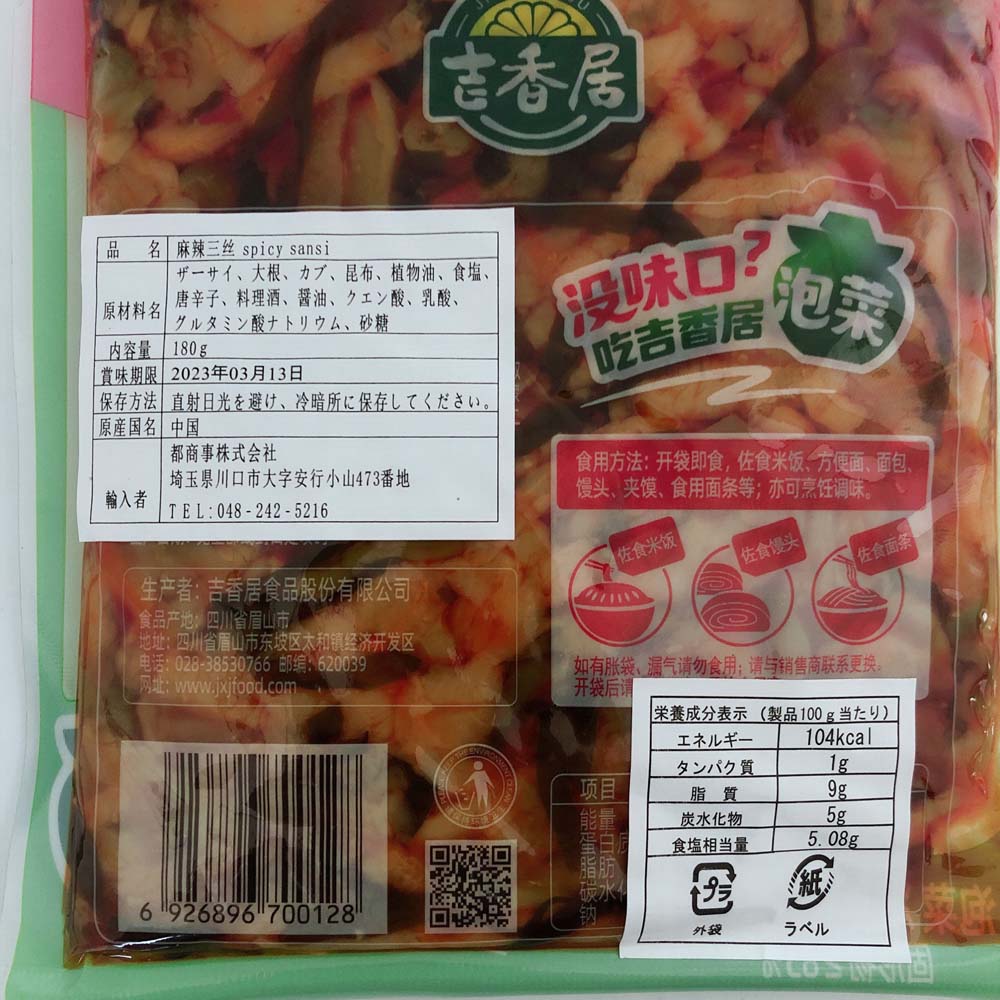 吉香居
品 名 麻辣三丝 spicy sansi
原材料名 ザーサイ、大根、カブ、昆布、植物油、食塩、
唐辛子、料理酒、醤油、クエン酸、乳酸、
グルタミン酸ナトリウム、砂糖
内容量 180g
賞味期限 2023年03月13日
保存方法 直射日光を避け、冷暗所に保存してください。
原産国名 中国
輸入者 都商事株式会社
埼玉県川口市大字安行小山473番地
TEL:048-242-5216
没味口?
吃吉香居
泡菜
食用方法：开袋即食，佐食米饭、方便面、面包、
馒头、夹馍、食用面条等；亦可烹饪调味。
佐食米饭 佐食馒头 佐食面条
如有胀袋、漏气请勿食用；请与销售商联系更换。
开袋后请
生产者：吉香居食品股份有限公司
食品产地：四川省眉山市
地址：四川省眉山市东坡区太和镇经济开发区
电话：028-38530766 邮编：620039
网址：www.jxjfood.com
6 926896 700128
项目
能量
蛋白质
脂肪
碳水
钠
栄養成分表示 (製品100g当たり)
エネルギー 104kcal
タンパク質 1g
脂 質 9g
炭水化物 5g
食塩相当量 5.08g
プラ 紙
外袋 ラベル